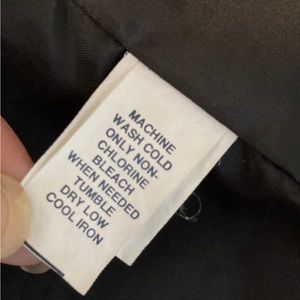 MACHINE
WASH COLD
ONLY NON-
CHLORINE
BLEACH
WHEN NEEDED
TUMBLE
DRY LOW
COOL IRON